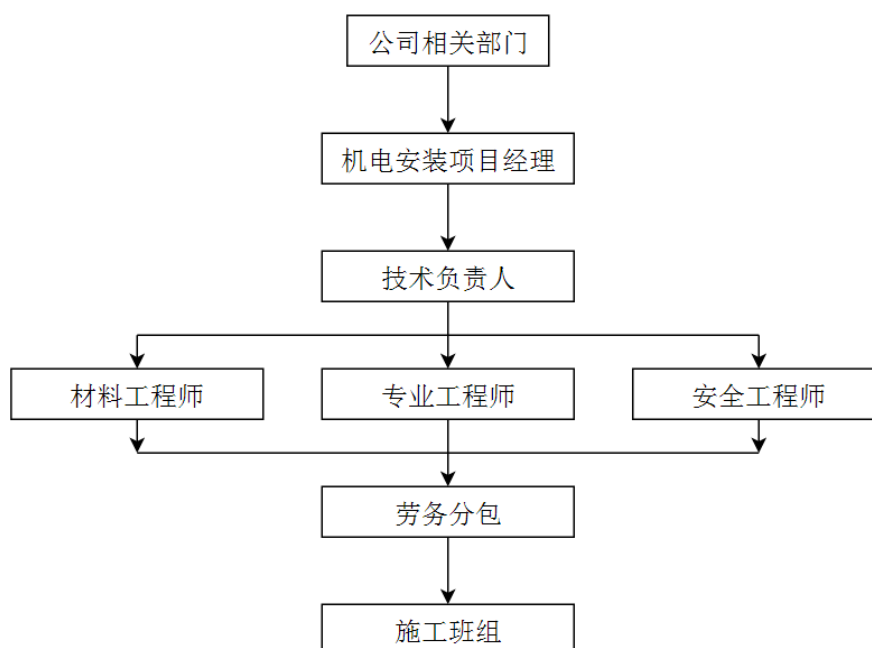 公司相关部门
机电安装项目经理
技术负责人
材料工程师
专业工程师
安全工程师
劳务分包
施工班组